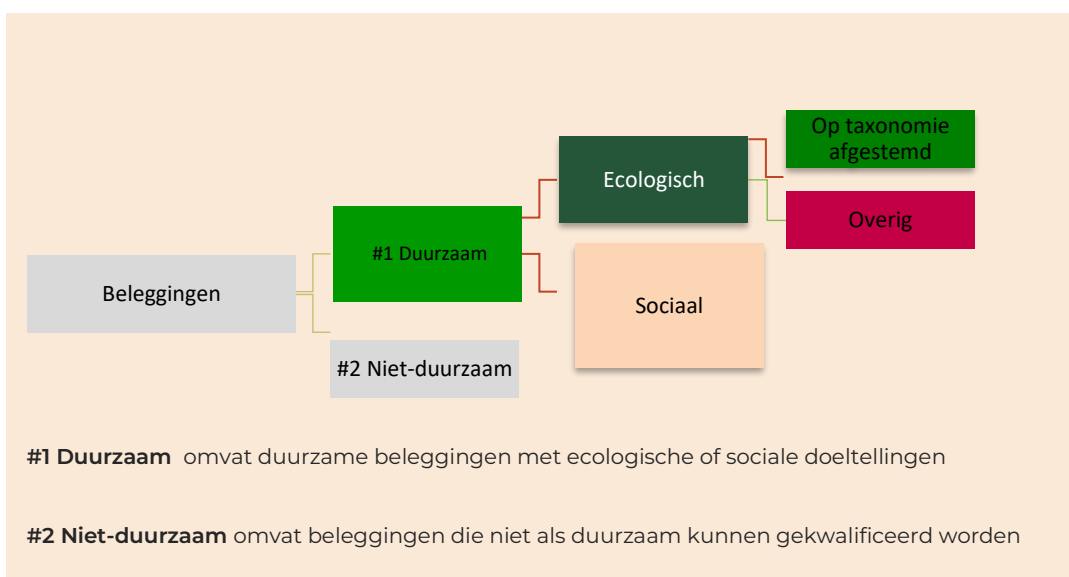 Op taxonomie
afgestemd
Ecologisch
Overig
#1 Duurzaam
Beleggingen
Sociaal
#2 Niet-duurzaam
#1 Duurzaam omvat duurzame beleggingen met ecologische of sociale doeltellingen
#2 Niet-duurzaam omvat beleggingen die niet als duurzaam kunnen gekwalificeerd worden